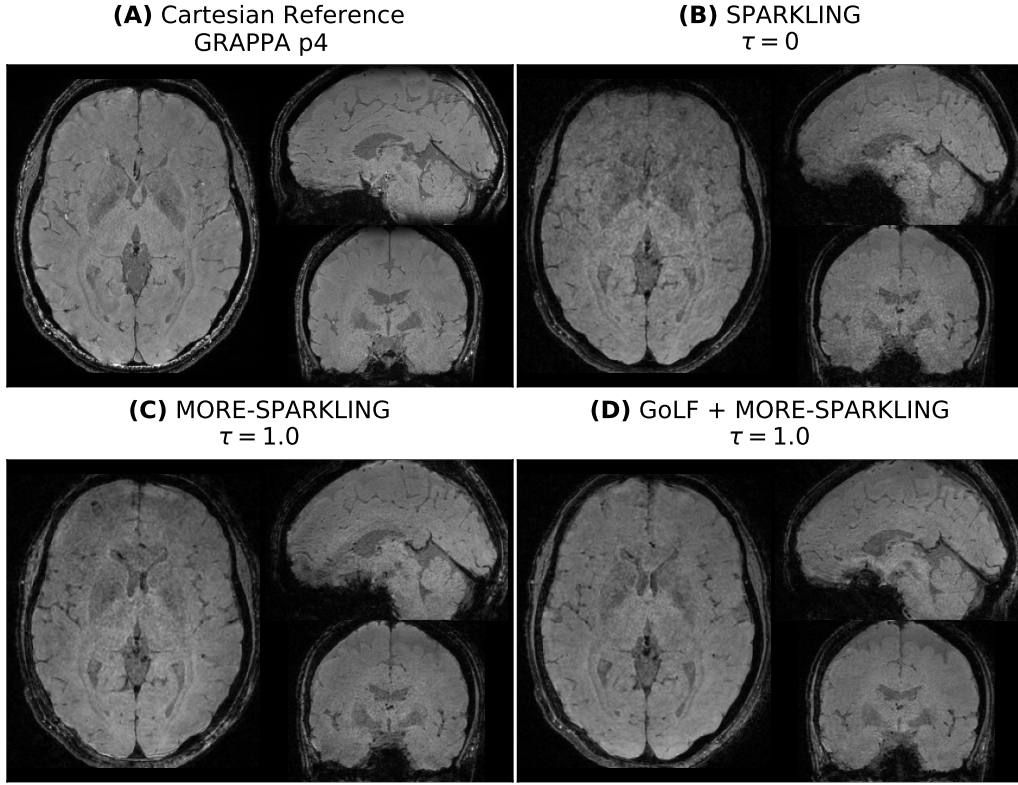 (A) Cartesian Reference
GRAPPA p4
(B) SPARKLING
τ = 0
(C) MORE-SPARKLING
τ = 1.0
(D) GoLF + MORE-SPARKLING
τ = 1.0